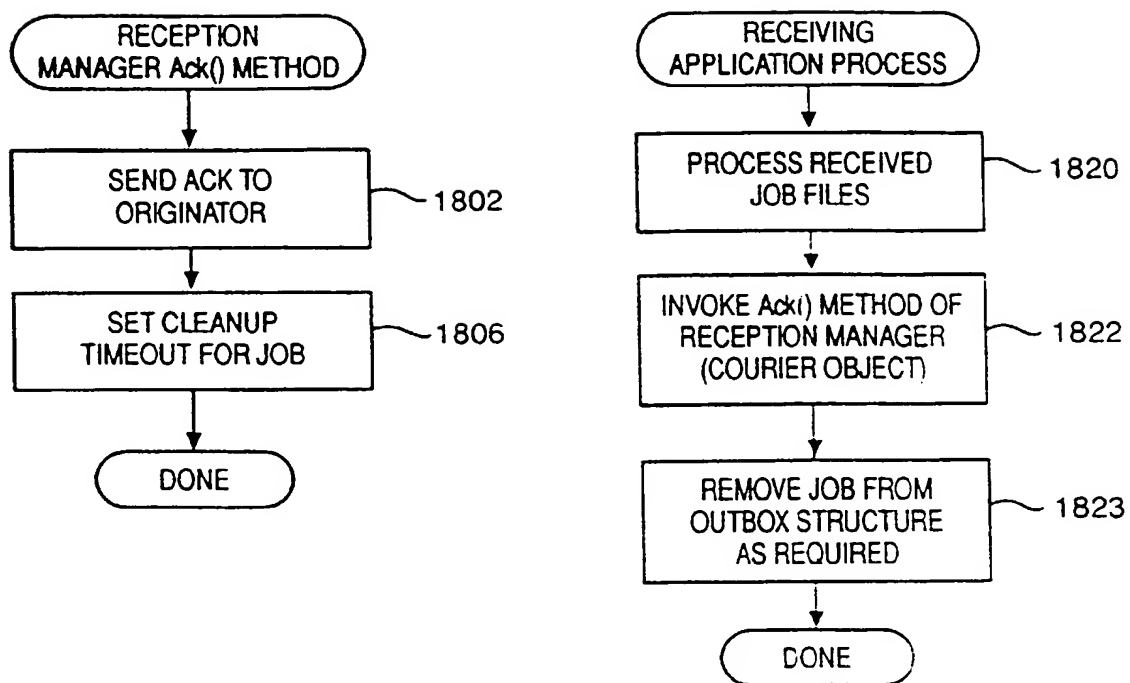 RECEPTION
MANAGER Ack() METHOD
SEND ACK TO
ORIGINATOR
1802
SET CLEANUP
TIMEOUT FOR JOB
1806
DONE
RECEIVING
APPLICATION PROCESS
PROCESS RECEIVED
JOB FILES
1820
INVOKE Ack() METHOD OF
RECEPTION MANAGER
(COURIER OBJECT)
1822
REMOVE JOB FROM
OUTBOX STRUCTURE
AS REQUIRED
1823
DONE